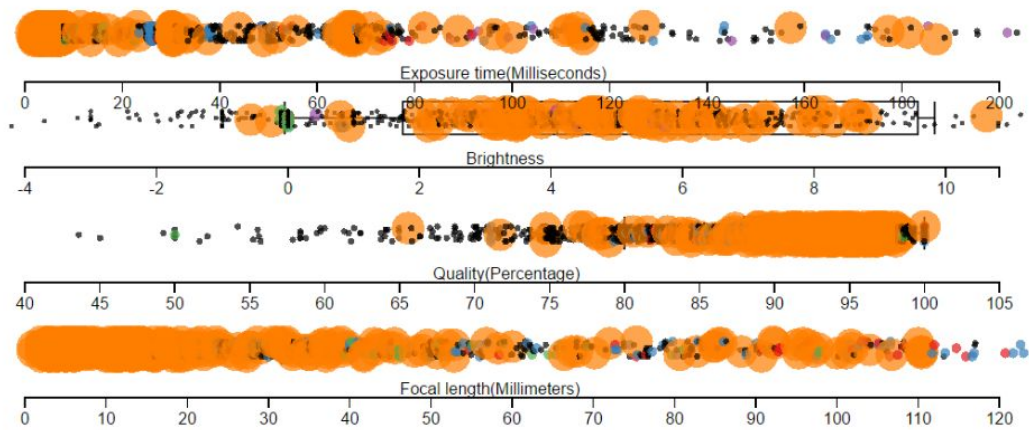 Exposure time(Milliseconds)
0 20 40 60 80 100 120 140 160 180 200
Brightness
-4 -2 0 2 4 6 8 10
Quality(Percentage)
40 45 50 55 60 65 70 75 80 85 90 95 100 105
Focal length(Millimeters)
0 10 20 30 40 50 60 70 80 90 100 110 120